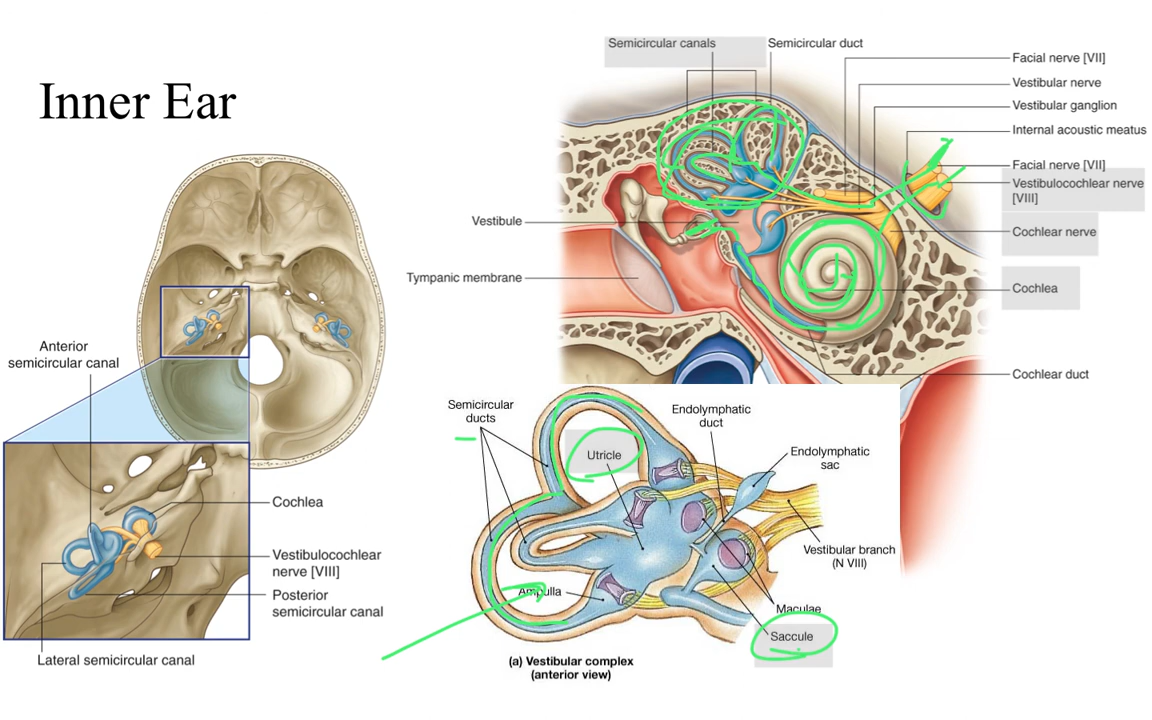 Inner Ear
Semicircular canals
Semicircular duct
Facial nerve [VII]
Vestibular nerve
Vestibular ganglion
Internal acoustic meatus
Facial nerve [VII]
Vestibulocochlear nerve
[VIII]
Cochlear nerve
Cochlea
Cochlear duct
Vestibule
Tympanic membrane
Anterior
semicircular canal
Cochlea
Vestibulocochlear
nerve [VIII]
Posterior
semicircular canal
Lateral semicircular canal
Semicircular
ducts
Utricle
Endolymphatic
duct
Endolymphatic
sac
Vestibular branch
(N VIII)
Ampulla
Maculae
Saccule
(a) Vestibular complex
(anterior view)